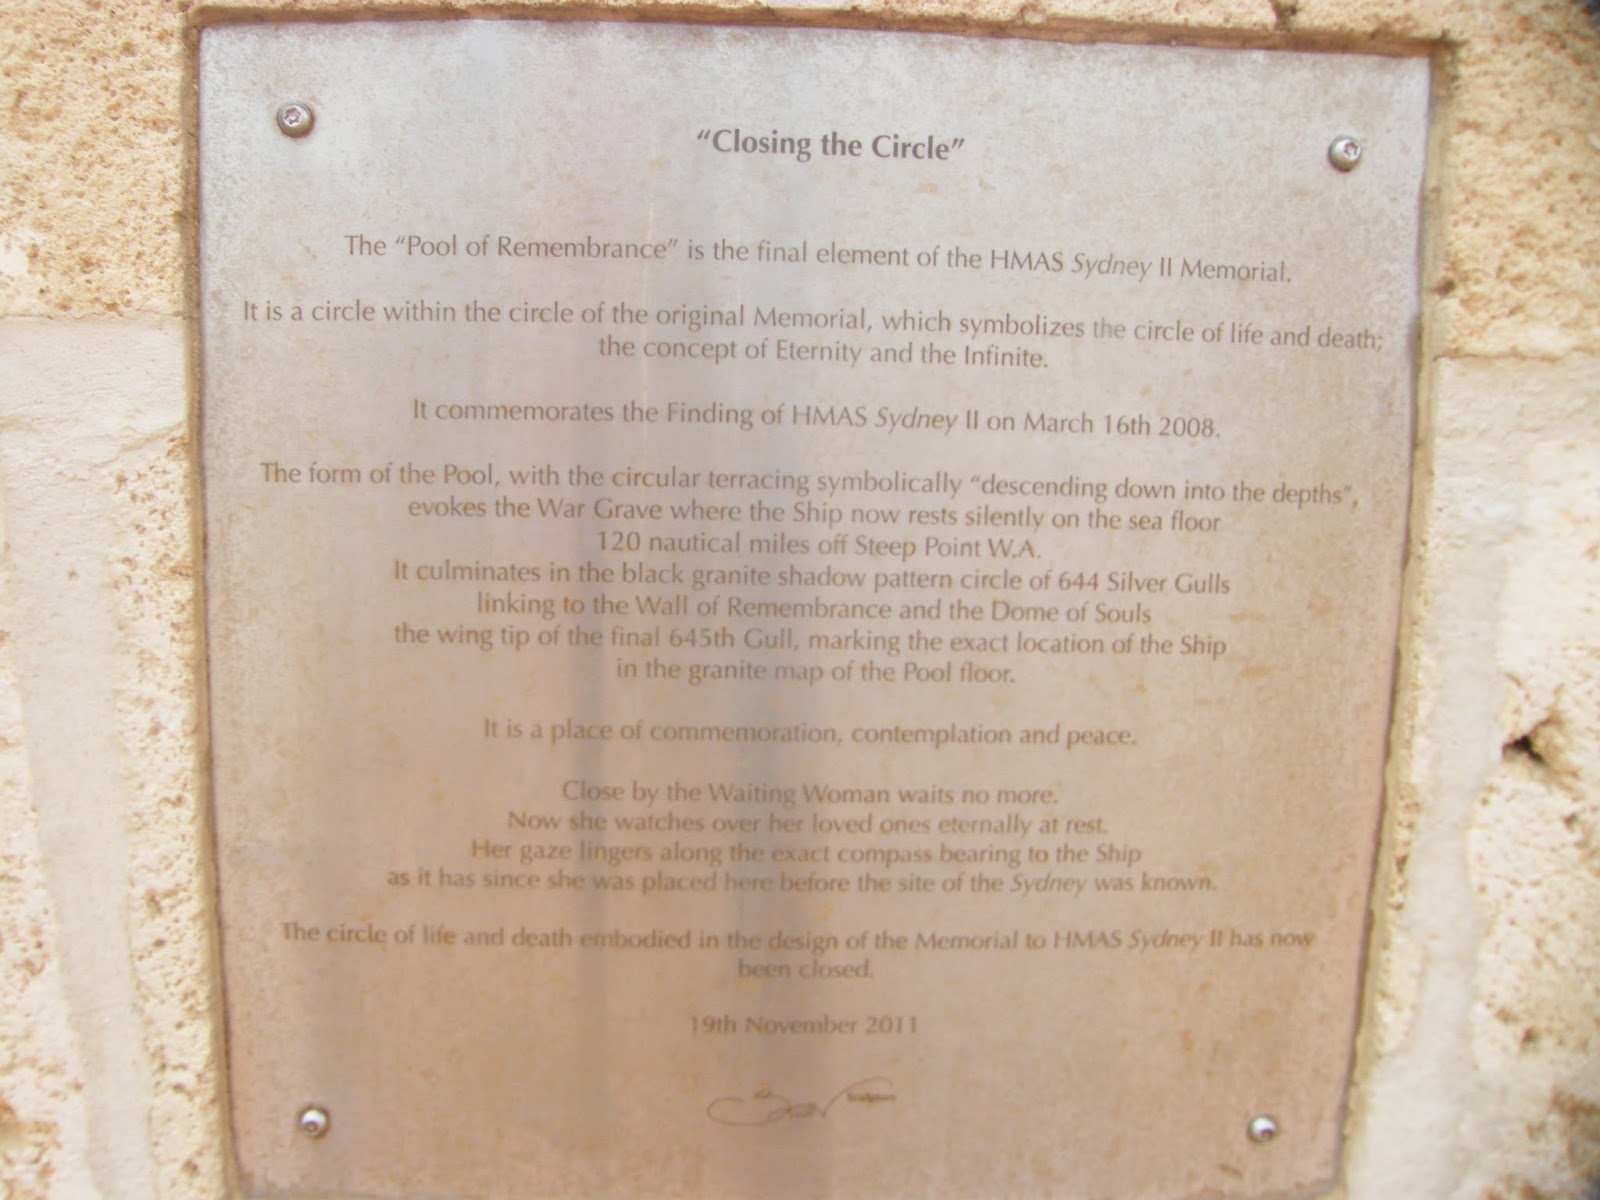 “Closing the Circle”
The “Pool of Remembrance” is the final element of the HMAS Sydney II Memorial.
It is a circle within the circle of the original Memorial, which symbolizes the circle of life and death;
the concept of Eternity and the Infinite.
It commemorates the Finding of HMAS Sydney II on March 16th 2008.
The form of the Pool, with the circular terracing symbolically “descending down into the depths”,
evokes the War Grave where the Ship now rests silently on the sea floor
120 nautical miles off Steep Point W.A.
It culminates in the black granite shadow pattern circle of 644 Silver Gulls
linking to the Wall of Remembrance and the Dome of Souls
the wing tip of the final 645th Gull, marking the exact location of the Ship
in the granite map of the Pool floor.
It is a place of commemoration, contemplation and peace.
Close by the Waiting Woman waits no more.
Now she watches over her loved ones eternally at rest.
Her gaze lingers along the exact compass bearing to the Ship
as it has since she was placed here before the site of the Sydney was known.
The circle of life and death embodied in the design of the Memorial to HMAS Sydney II has now
been closed.
19th November 2011